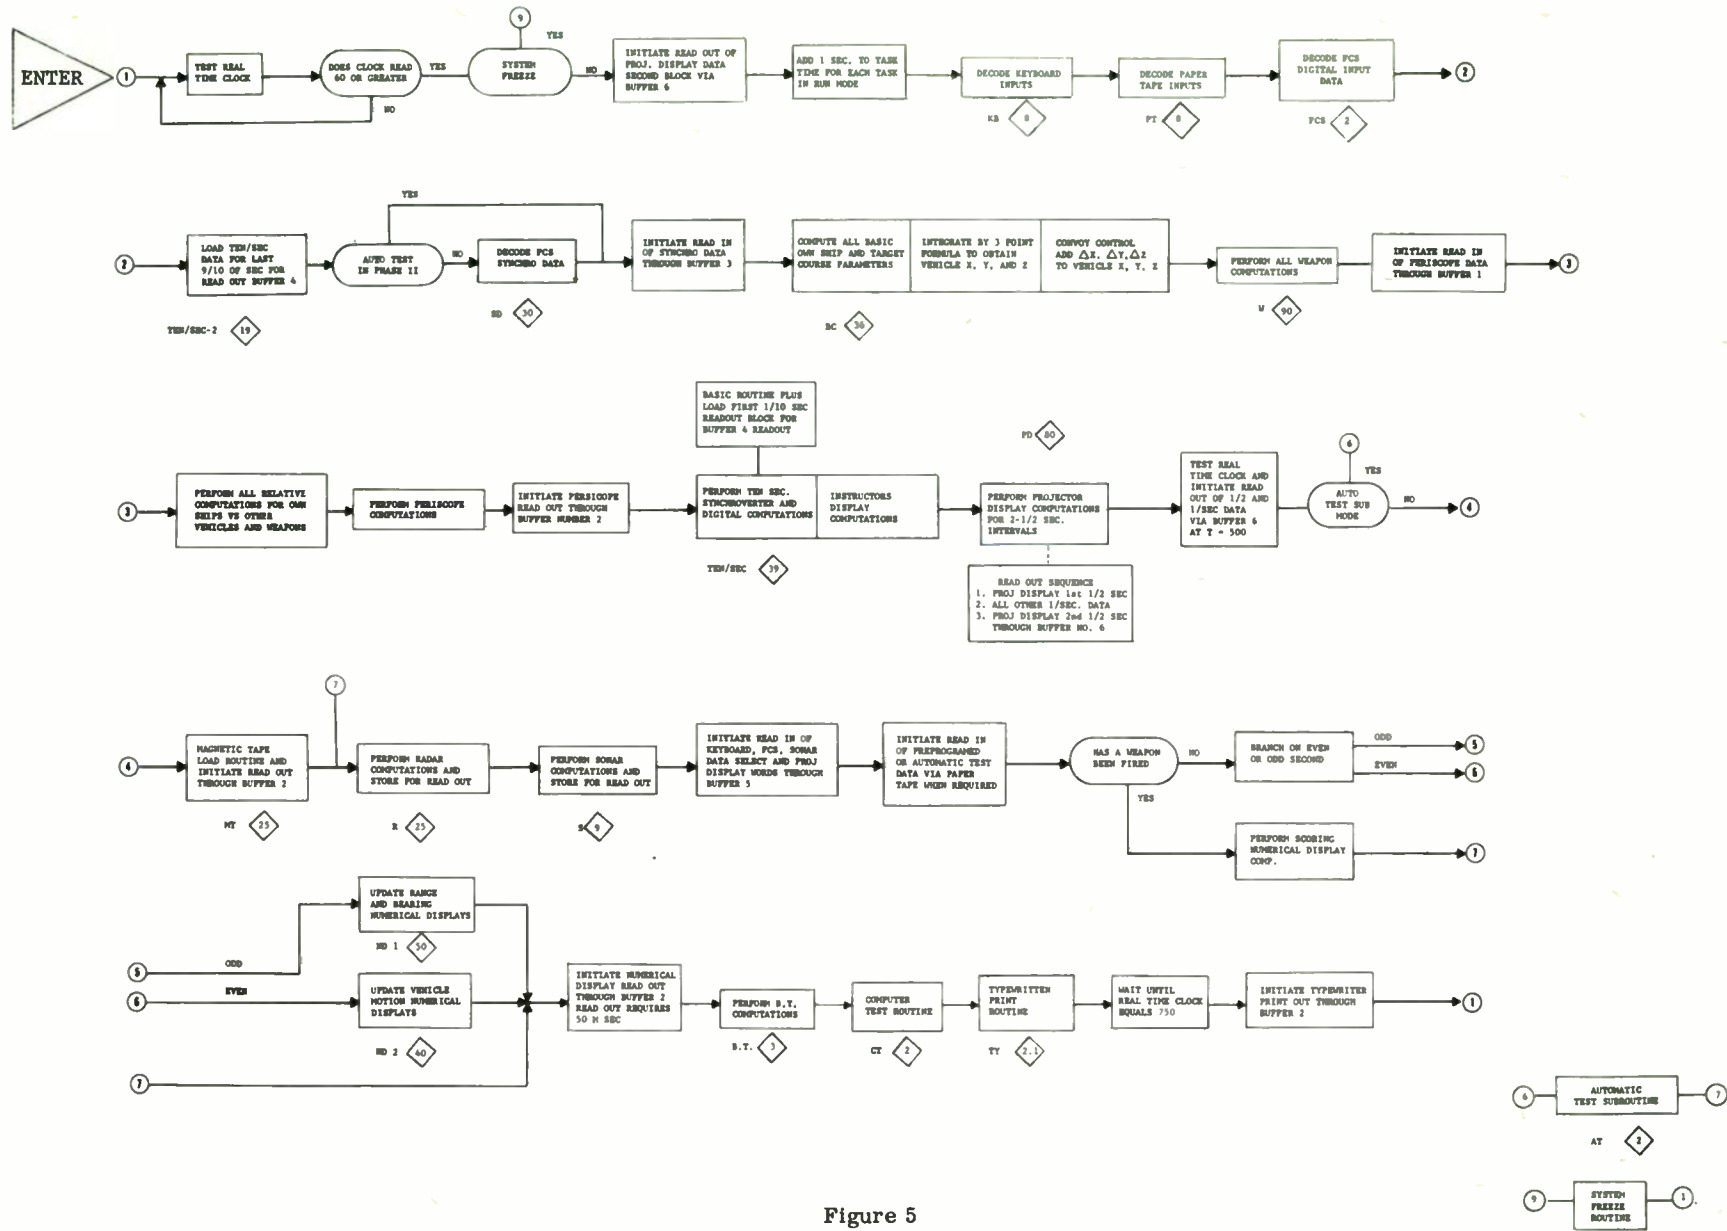 ENTER
1
TEST REAL
TIME CLOCK
DOES CLOCK READ
60 OR GREATER
YES
NO
9
YES
SYSTEM
FREEZE
NO
INITIATE READ OUT OF
PROJ. DISPLAY DATA
SECOND BLOCK VIA
BUFFER 6
ADD 1 SEC. TO TASK
TIME FOR EACH TASK
IN RUN MODE
DECODE KEYBOARD
INPUTS
KB 8
DECODE PAPER
TAPE INPUTS
PT 8
DECODE FCS
DIGITAL INPUT
DATA
FCS 2
2
2
LOAD TEN/SEC
DATA FOR LAST
9/10 OF SEC FOR
READ OUT BUFFER 4
TEN/SEC-2 19
YES
AUTO TEST
IN PHASE II
NO
DECODE FCS
SYNCHRO DATA
SD 30
INITIATE READ IN
OF SYNCHRO DATA
THROUGH BUFFER 3
COMPUTE ALL BASIC
OWN SHIP AND TARGET
COURSE PARAMETERS
INTEGRATE BY 3 POINT
FORMULA TO OBTAIN
VEHICLE X, Y, AND Z
CONVOY CONTROL
ADD △X, △Y, △Z
TO VEHICLE X, Y, Z
BC 36
PERFORM ALL WEAPON
COMPUTATIONS
W 90
INITIATE READ IN
OF PERISCOPE DATA
THROUGH BUFFER 1
3
3
PERFORM ALL RELATIVE
COMPUTATIONS FOR OWN
SHIPS VS OTHER
VEHICLES AND WEAPONS
PERFORM PERISCOPE
COMPUTATIONS
INITIATE PERSICOPE
READ OUT THROUGH
BUFFER NUMBER 2
BASIC ROUTINE PLUS
LOAD FIRST 1/10 SEC
READOUT BLOCK FOR
BUFFER 4 READOUT
PERFORM TEN SEC.
SYNCHROVERTER AND
DIGITAL COMPUTATIONS
INSTRUCTORS
DISPLAY
COMPUTATIONS
TEN/SEC 39
PD 80
PERFORM PROJECTOR
DISPLAY COMPUTATIONS
FOR 2-1/2 SEC.
INTERVALS
READ OUT SEQUENCE
1. PROJ DISPLAY 1st 1/2 SEC
2. ALL OTHER 1/SEC. DATA
3. PROJ DISPLAY 2nd 1/2 SEC
THROUGH BUFFER NO. 6
TEST REAL
TIME CLOCK AND
INITIATE READ
OUT OF 1/2 AND
1/SEC DATA
VIA BUFFER 6
AT T - 500
6
YES
AUTO
TEST SUB
MODE
NO
4
4
MAGNETIC TAPE
LOAD ROUTINE AND
INITIATE READ OUT
THROUGH BUFFER 2
MT 25
7
PERFORM RADAR
COMPUTATIONS AND
STORE FOR READ OUT
R 25
PERFORM SONAR
COMPUTATIONS AND
STORE FOR READ OUT
S 9
INITIATE READ IN OF
KEYBOARD, FCS, SONAR
DATA SELECT AND PROJ
DISPLAY WORDS THROUGH
BUFFER 5
INITIATE READ IN
OF PREPROGRAMED
OR AUTOMATIC TEST
DATA VIA PAPER
TAPE WHEN REQUIRED
HAS A WEAPON
BEEN FIRED
NO
YES
BRANCH ON EVEN
OR ODD SECOND
ODD
5
EVEN
6
PERFORM SCORING
NUMERICAL DISPLAY
COMP.
7
UPDATE RANGE
AND BEARING
NUMERICAL DISPLAYS
ND 1 50
5
ODD
6
EVEN
UPDATE VEHICLE
MOTION NUMERICAL
DISPLAYS
ND 2 40
7
INITIATE NUMERICAL
DISPLAY READ OUT
THROUGH BUFFER 2
READ OUT REQUIRES
50 M SEC
PERFORM B.T.
COMPUTATIONS
B.T. 3
COMPUTER
TEST ROUTINE
CT 2
TYPEWRITTEN
PRINT
ROUTINE
TY 2.1
WAIT UNTIL
REAL TIME CLOCK
EQUALS 750
INITIATE TYPEWRITER
PRINT OUT THROUGH
BUFFER 2
1
6
AUTOMATIC
TEST SUBROUTINE
7
AT 2
9
SYSTEM
FREEZE
ROUTINE
1
Figure 5